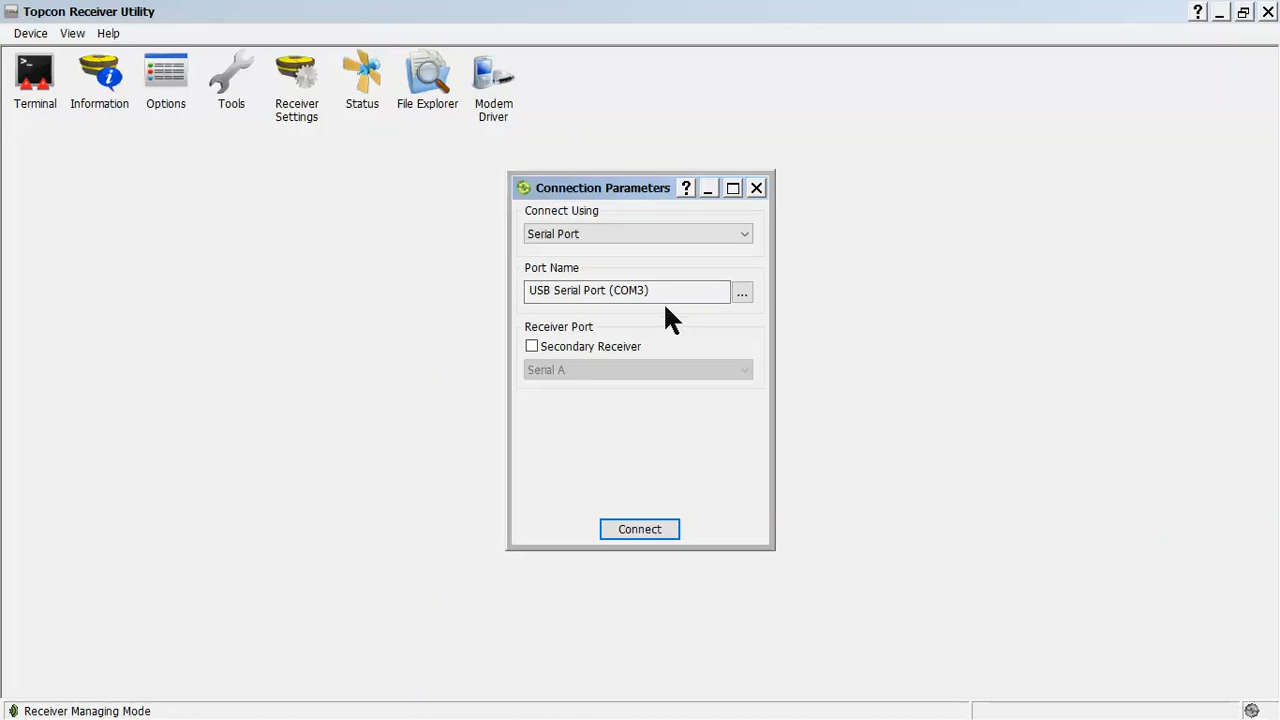 Topcon Receiver Utility
Device View Help
Terminal
Information
Options
Tools
Receiver
Settings
Status
File Explorer
Modem
Driver
Connection Parameters
Connect Using
Serial Port
Port Name
USB Serial Port (COM3)
...
Receiver Port
Secondary Receiver
Serial A
Connect
Receiver Managing Mode